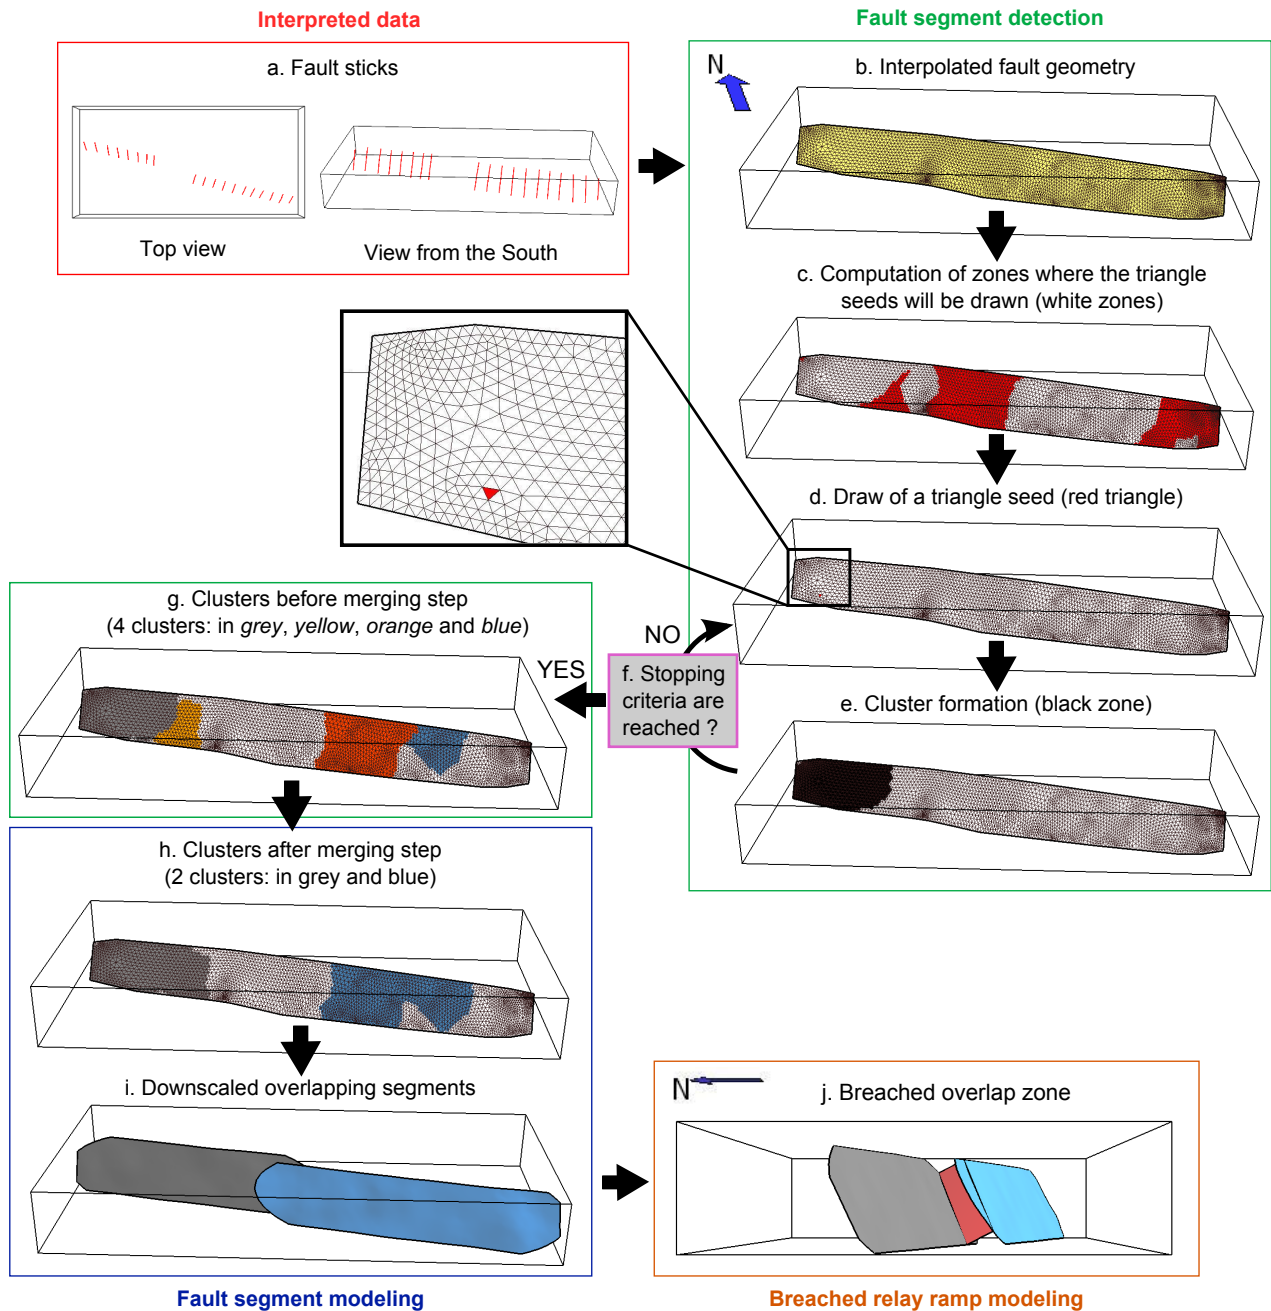 Interpreted data
Fault segment detection
a. Fault sticks
Top view
View from the South
N
b. Interpolated fault geometry
c. Computation of zones where the triangle
seeds will be drawn (white zones)
d. Draw of a triangle seed (red triangle)
e. Cluster formation (black zone)
NO
f. Stopping
criteria are
reached ?
YES
g. Clusters before merging step
(4 clusters: in grey, yellow, orange and blue)
h. Clusters after merging step
(2 clusters: in grey and blue)
i. Downscaled overlapping segments
N
j. Breached overlap zone
Fault segment modeling
Breached relay ramp modeling